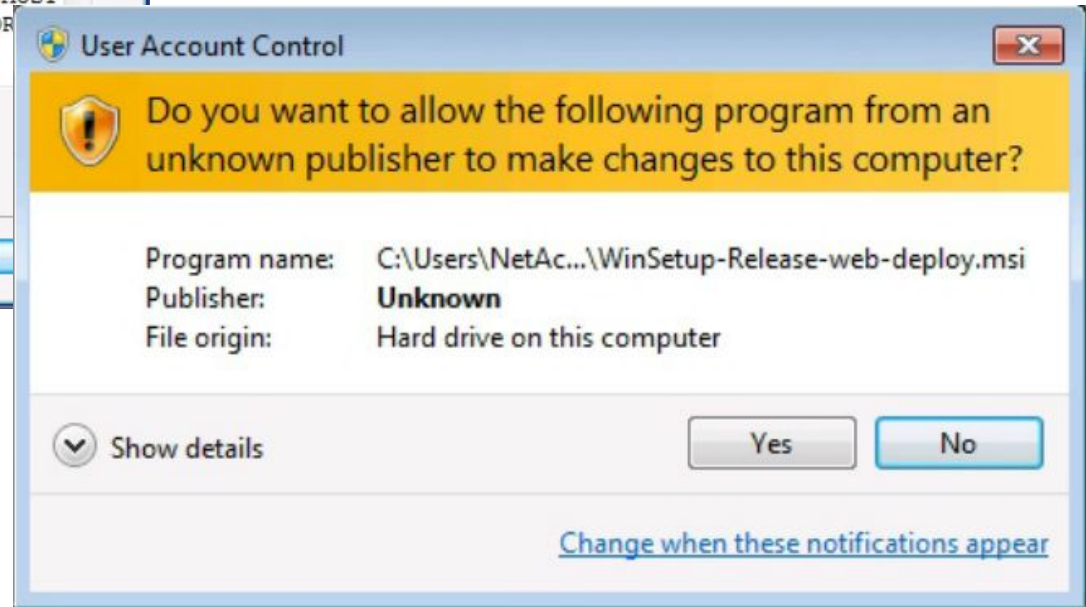 User Account Control
Do you want to allow the following program from an
unknown publisher to make changes to this computer?
Program name: C:\Users\NetAc...\WinSetup-Release-web-deploy.msi
Publisher: Unknown
File origin: Hard drive on this computer
Show details
Yes No
Change when these notifications appear